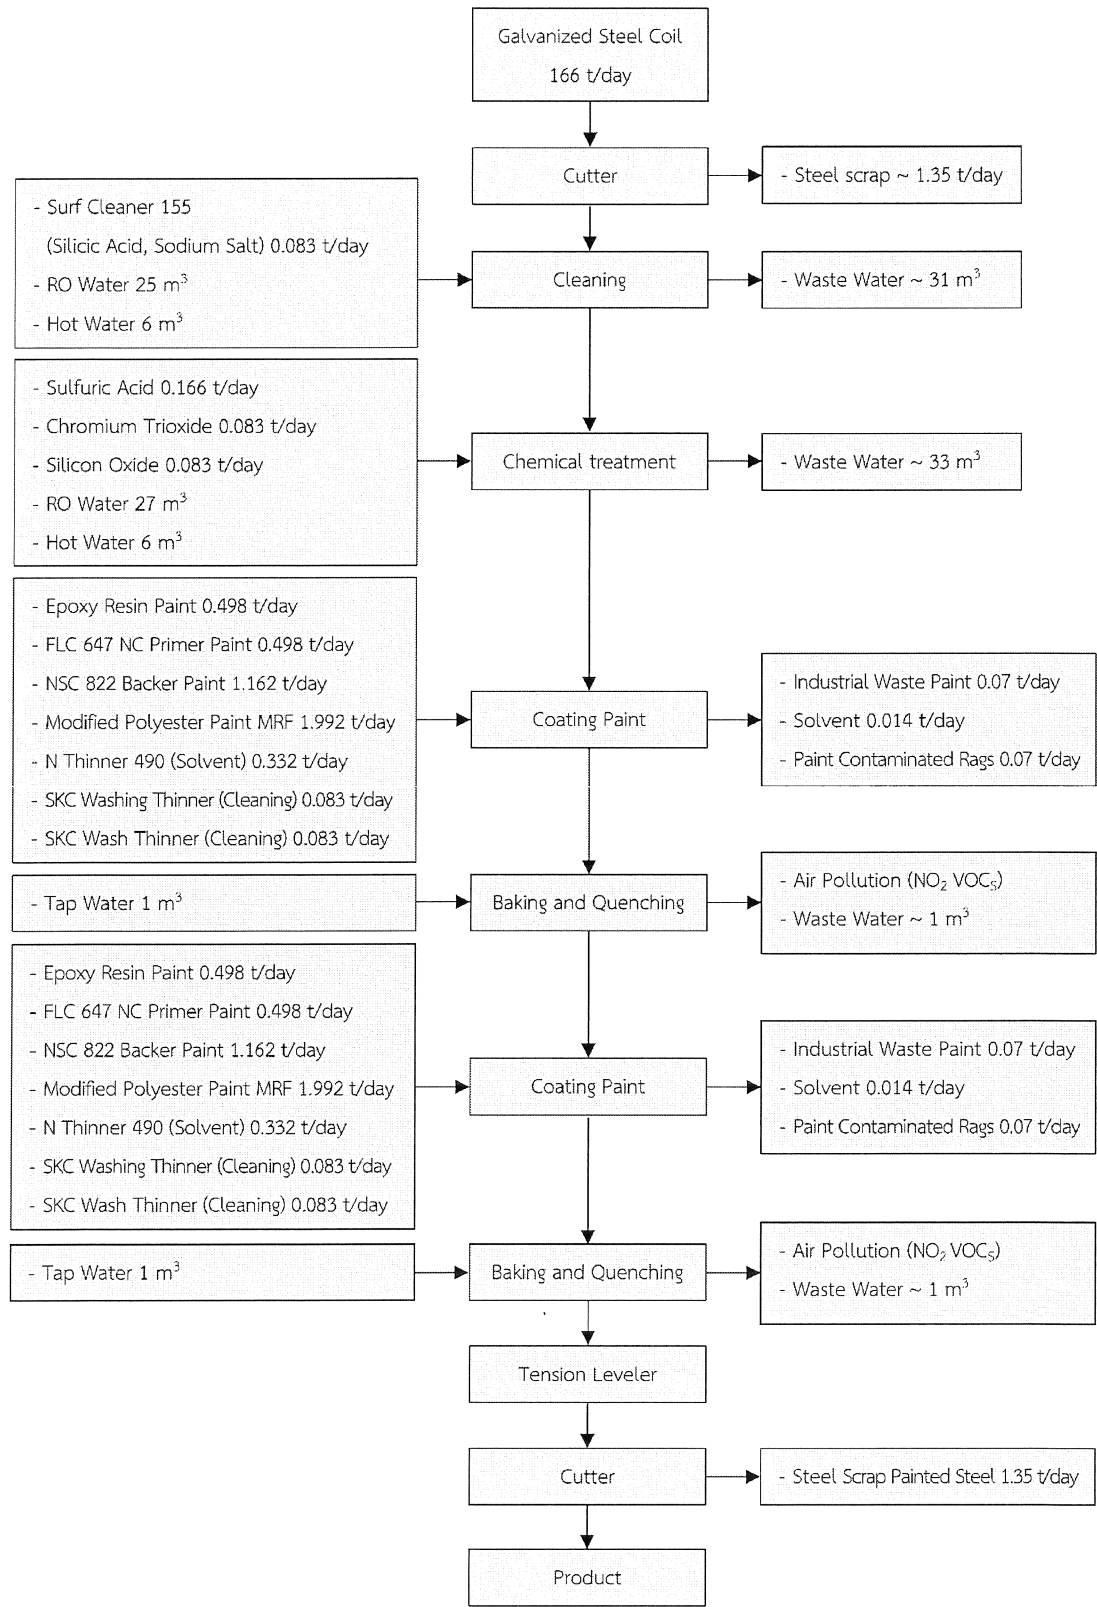 Galvanized Steel Coil
166 t/day
Cutter
- Steel scrap ~ 1.35 t/day
- Surf Cleaner 155
(Silicic Acid, Sodium Salt) 0.083 t/day
- RO Water 25 m³
- Hot Water 6 m³
Cleaning
- Waste Water ~ 31 m³
- Sulfuric Acid 0.166 t/day
- Chromium Trioxide 0.083 t/day
- Silicon Oxide 0.083 t/day
- RO Water 27 m³
- Hot Water 6 m³
Chemical treatment
- Waste Water ~ 33 m³
- Epoxy Resin Paint 0.498 t/day
- FLC 647 NC Primer Paint 0.498 t/day
- NSC 822 Backer Paint 1.162 t/day
- Modified Polyester Paint MRF 1.992 t/day
- N Thinner 490 (Solvent) 0.332 t/day
- SKC Washing Thinner (Cleaning) 0.083 t/day
- SKC Wash Thinner (Cleaning) 0.083 t/day
Coating Paint
- Industrial Waste Paint 0.07 t/day
- Solvent 0.014 t/day
- Paint Contaminated Rags 0.07 t/day
- Tap Water 1 m³
Baking and Quenching
- Air Pollution (NO₂ VOCₛ)
- Waste Water ~ 1 m³
- Epoxy Resin Paint 0.498 t/day
- FLC 647 NC Primer Paint 0.498 t/day
- NSC 822 Backer Paint 1.162 t/day
- Modified Polyester Paint MRF 1.992 t/day
- N Thinner 490 (Solvent) 0.332 t/day
- SKC Washing Thinner (Cleaning) 0.083 t/day
- SKC Wash Thinner (Cleaning) 0.083 t/day
Coating Paint
- Industrial Waste Paint 0.07 t/day
- Solvent 0.014 t/day
- Paint Contaminated Rags 0.07 t/day
- Tap Water 1 m³
Baking and Quenching
- Air Pollution (NO₂ VOCₛ)
- Waste Water ~ 1 m³
Tension Leveler
Cutter
- Steel Scrap Painted Steel 1.35 t/day
Product